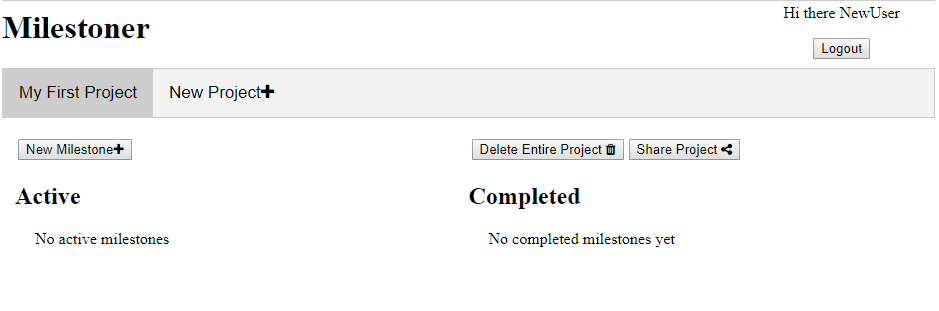 Milestoner
Hi there NewUser
Logout
My First Project
New Project
New Milestone
Delete Entire Project
Share Project
Active
Completed
No active milestones
No completed milestones yet